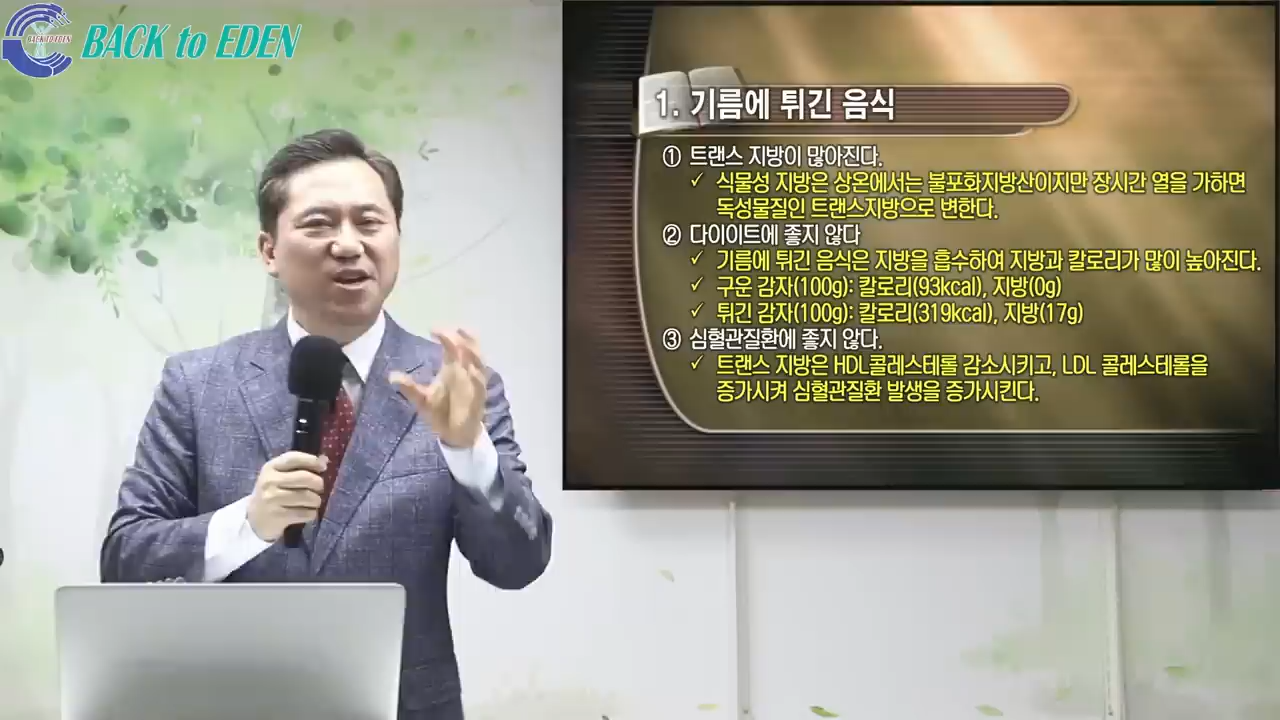 BACK to EDEN
BACK TO EDEN
1. 기름에 튀긴 음식
① 트랜스 지방이 많아진다.
✓ 식물성 지방은 상온에서는 불포화지방산이지만 장시간 열을 가하면
독성물질인 트랜스지방으로 변한다.
② 다이이트에 좋지 않다
✓ 기름에 튀긴 음식은 지방을 흡수하여 지방과 칼로리가 많이 높아진다.
✓ 구운 감자(100g): 칼로리(93kcal), 지방(0g)
✓ 튀긴 감자(100g): 칼로리(319kcal), 지방(17g)
③ 심혈관질환에 좋지 않다.
✓ 트랜스 지방은 HDL콜레스테롤 감소시키고, LDL 콜레스테롤을
증가시켜 심혈관질환 발생을 증가시킨다.